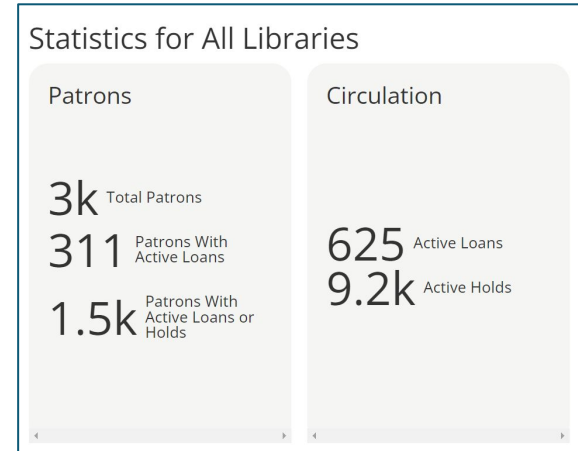 Statistics for All Libraries
Patrons
3k Total Patrons
311 Patrons With
Active Loans
1.5k Patrons With
Active Loans or
Holds
Circulation
625 Active Loans
9.2k Active Holds